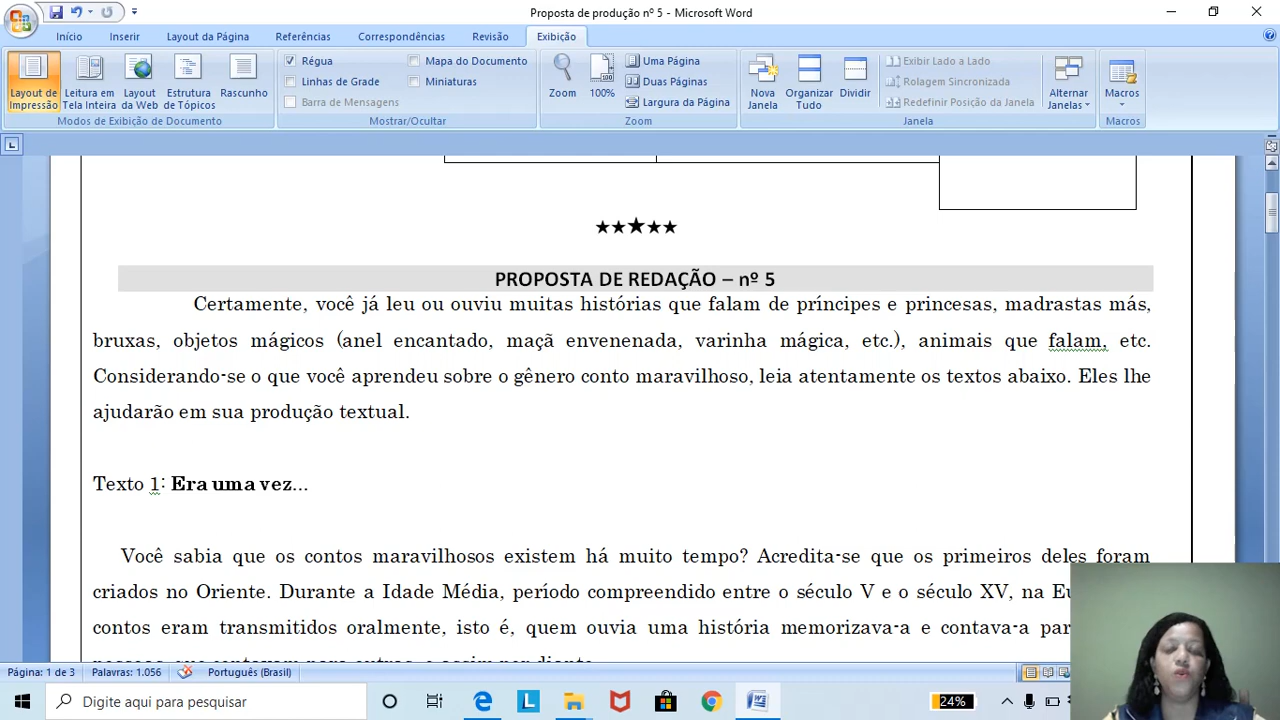 Proposta de produção nº 5 - Microsoft Word
Início Inserir Layout da Página Referências Correspondências Revisão Exibição
Layout de Impressão
Leitura em Tela Inteira
Layout da Web
Estrutura de Tópicos
Rascunho
Modos de Exibição de Documento
Régua
Linhas de Grade
Barra de Mensagens
Mapa do Documento
Miniaturas
Mostrar/Ocultar
Zoom
100%
Uma Página
Duas Páginas
Largura da Página
Zoom
Nova Janela
Organizar Tudo
Dividir
Exibir Lado a Lado
Rolagem Sincronizada
Redefinir Posição da Janela
Alternar Janelas
Janela
Macros
Macros
PROPOSTA DE REDAÇÃO – nº 5
Certamente, você já leu ou ouviu muitas histórias que falam de príncipes e princesas, madrastas más,
bruxas, objetos mágicos (anel encantado, maçã envenenada, varinha mágica, etc.), animais que falam, etc.
Considerando-se o que você aprendeu sobre o gênero conto maravilhoso, leia atentamente os textos abaixo. Eles lhe
ajudarão em sua produção textual.
Texto 1: Era uma vez...
Você sabia que os contos maravilhosos existem há muito tempo? Acredita-se que os primeiros deles foram
criados no Oriente. Durante a Idade Média, período compreendido entre o século V e o século XV, na
contos eram transmitidos oralmente, isto é, quem ouvia uma história memorizava-a e contava-a
pessoas, que contavam para outras, e assim por diante.
Página: 1 de 3 Palavras: 1.056 Português (Brasil)
Digite aqui para pesquisar
24%